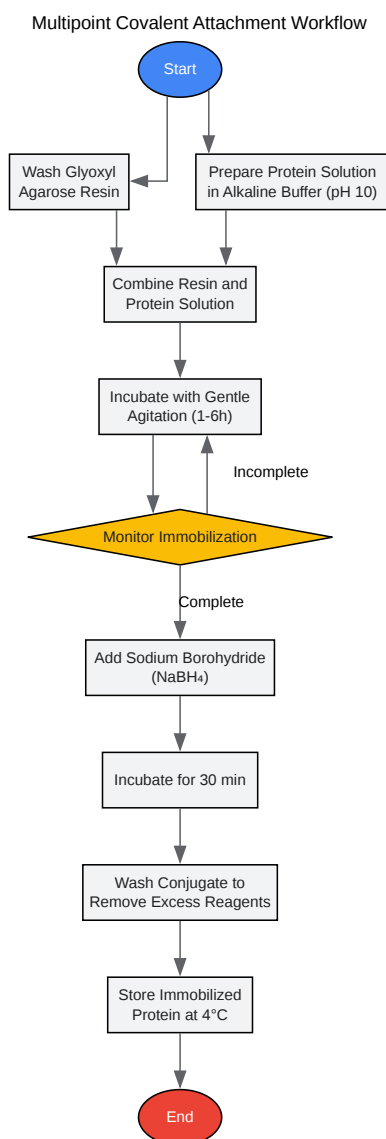 Multipoint Covalent Attachment Workflow
Start
Wash Glyoxyl
Agarose Resin
Prepare Protein Solution
in Alkaline Buffer (pH 10)
Combine Resin and
Protein Solution
Incubate with Gentle
Agitation (1-6h)
Incomplete
Monitor Immobilization
Complete
Add Sodium Borohydride
(NaBH₄)
Incubate for 30 min
Wash Conjugate to
Remove Excess Reagents
Store Immobilized
Protein at 4°C
End